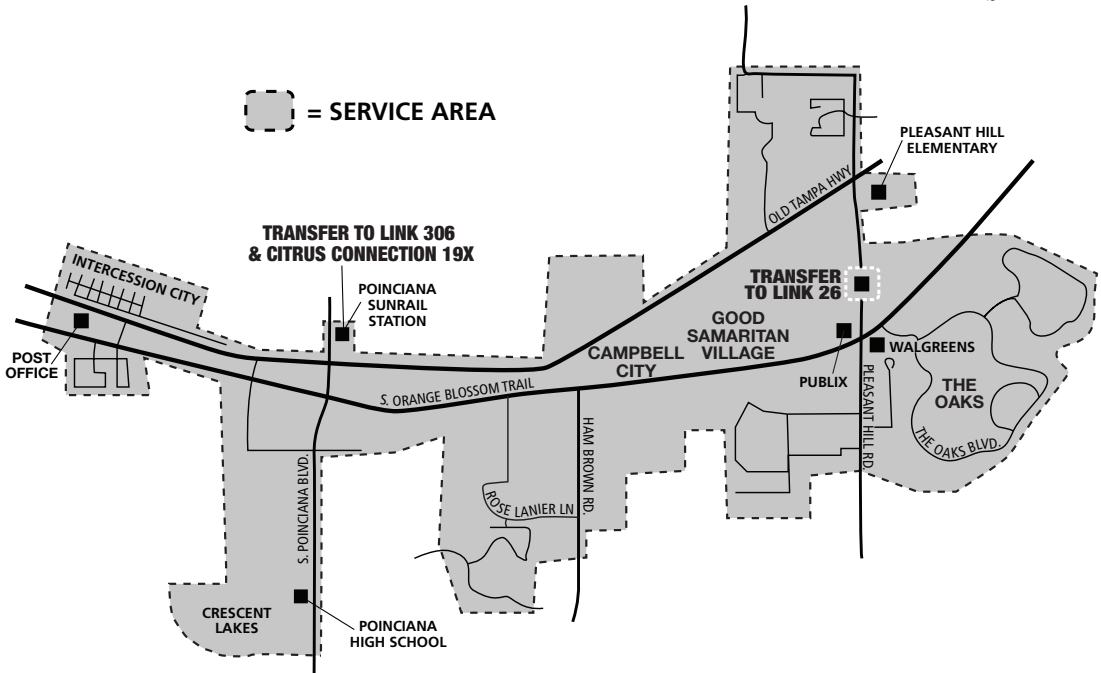 = SERVICE AREA
PLEASANT HILL
ELEMENTARY
OLD TAMPA HWY
TRANSFER TO LINK 306
& CITRUS CONNECTION 19X
INTERCESSION CITY
POINCIANA
SUNRAIL
STATION
TRANSFER
TO LINK 26
POST
OFFICE
GOOD
SAMARITAN
VILLAGE
CAMPBELL
CITY
WALGREENS
PUBLIX
S. ORANGE BLOSSOM TRAIL
THE
OAKS
PLEASANT HILL RD.
HAM BROWN RD.
THE OAKS BLVD.
S. POINCIANA BLVD.
ROSE LANIER LN
CRESCENT
LAKES
POINCIANA
HIGH SCHOOL